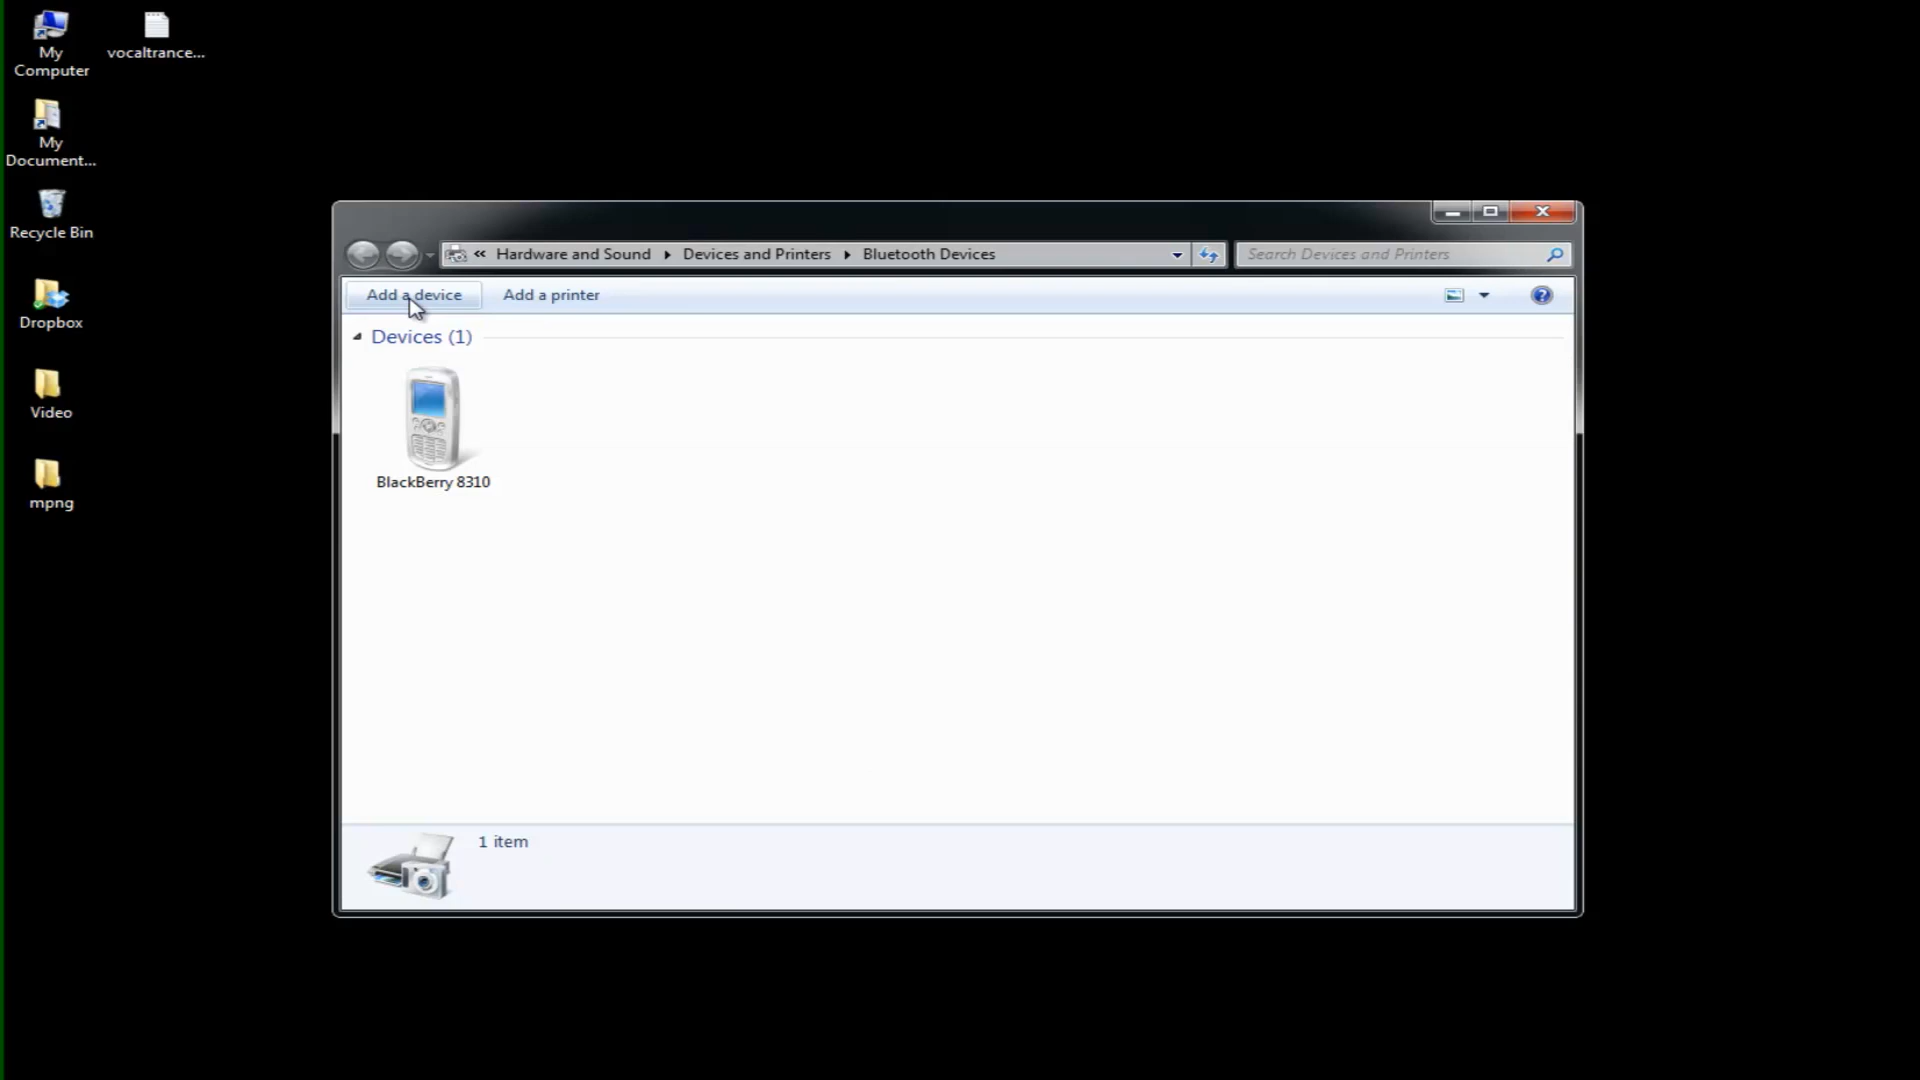 My
Computer
vocaltrance...
My
Document...
Recycle Bin
Dropbox
Video
mpng
« Hardware and Sound Devices and Printers Bluetooth Devices
Search Devices and Printers
Add a device Add a printer
Devices (1)
BlackBerry 8310
1 item